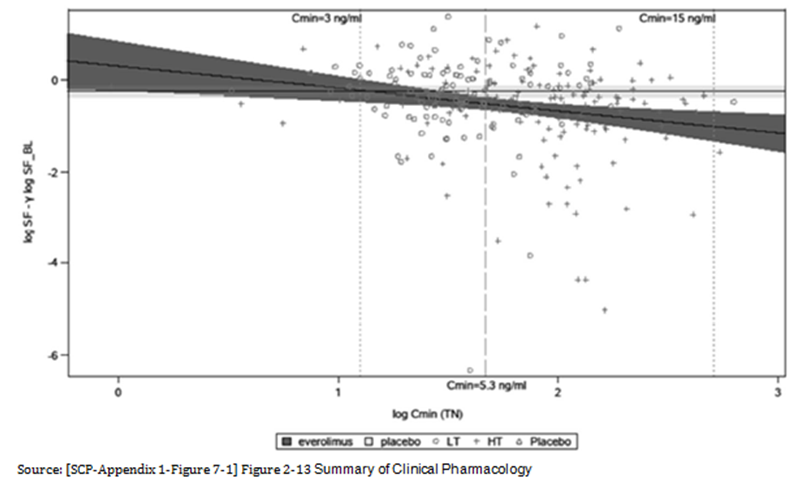 Cmin=3 ng/ml Cmin=15 ng/ml
0
-2
-4
-6
log SF - γ log SF_BL
Cmin=5.3 ng/ml
0 1 2 3
log Cmin (TN)
everolimus placebo LT HT Placebo
Source: [SCP-Appendix 1-Figure 7-1] Figure 2-13 Summary of Clinical Pharmacology